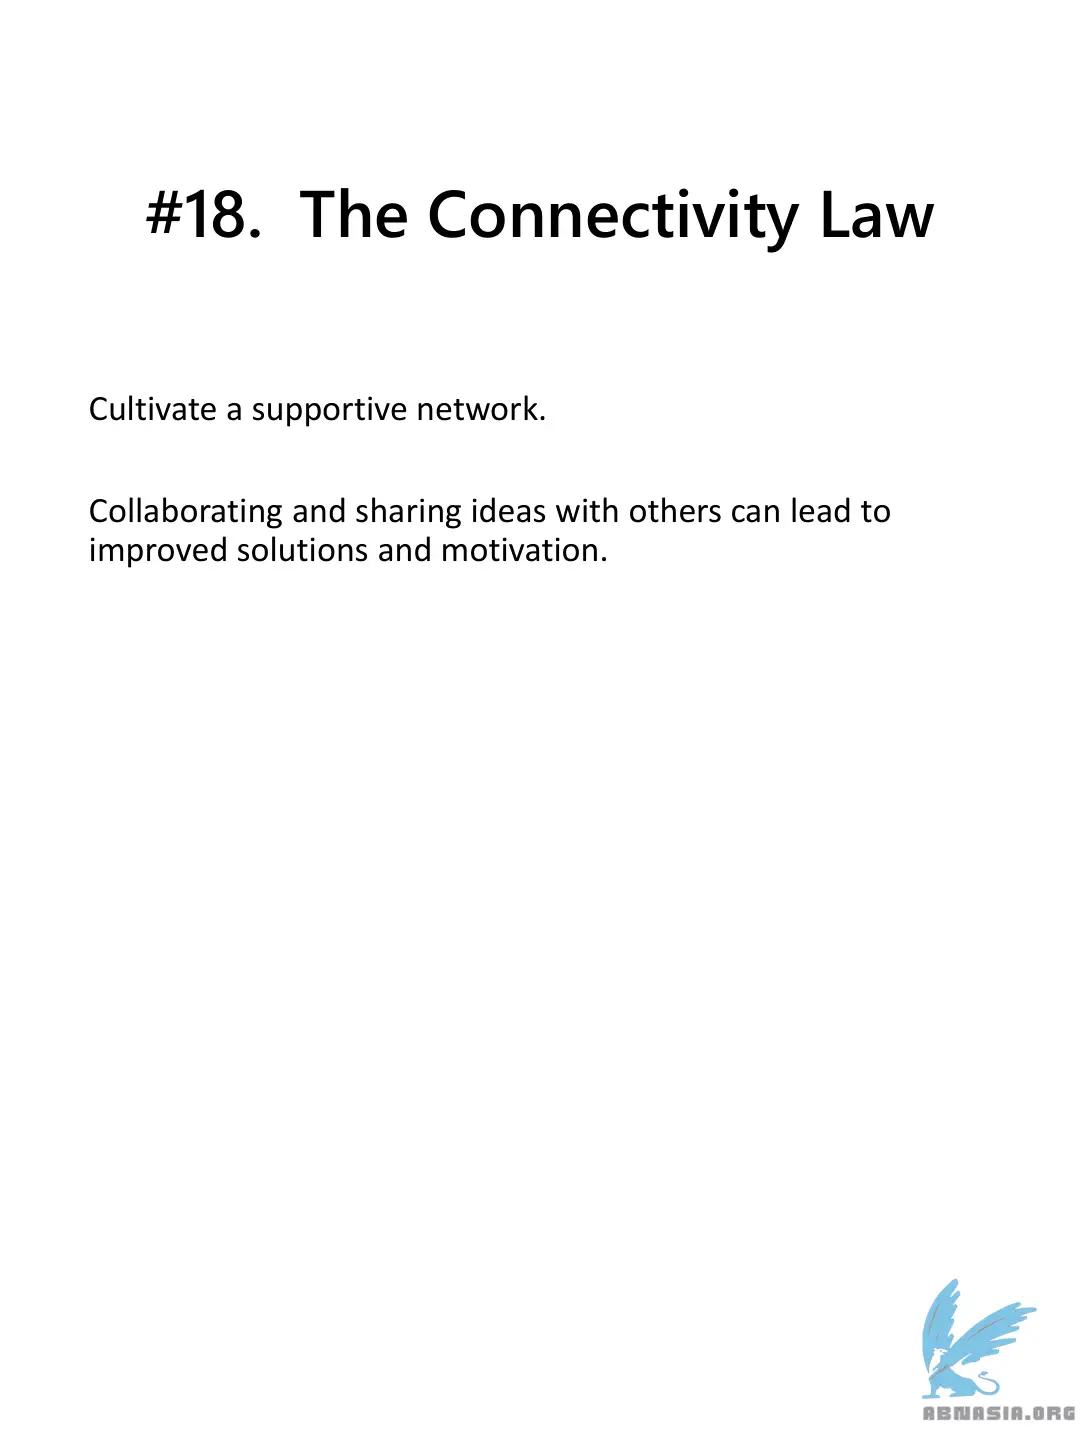 #18.  The Connectivity Law
Cultivate a supportive network.
Collaborating and sharing ideas with others can lead to
improved solutions and motivation.
ABNASIA.ORG